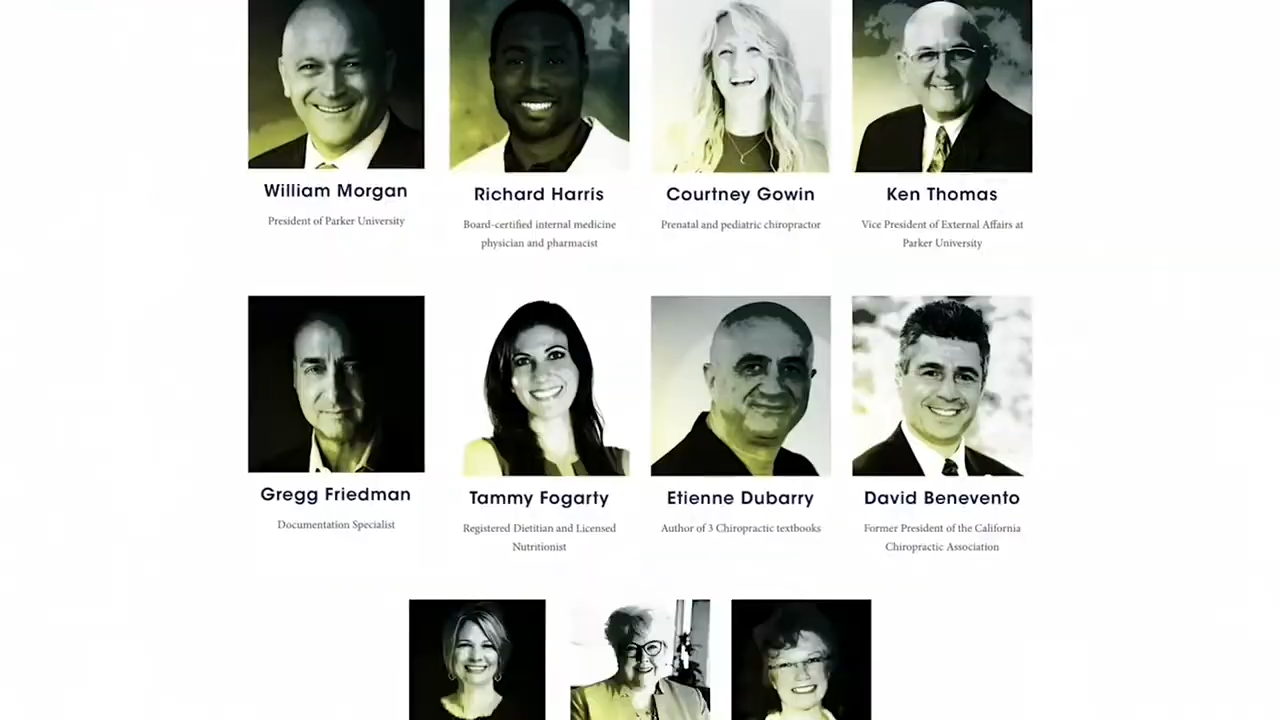 William Morgan
President of Parker University
Richard Harris
Board-certified internal medicine
physician and pharmacist
Courtney Gowin
Prenatal and pediatric chiropractor
Ken Thomas
Vice President of External Affairs at
Parker University
Gregg Friedman
Documentation Specialist
Tammy Fogarty
Registered Dietitian and Licensed
Nutritionist
Etienne Dubarry
Author of 3 Chiropractic textbooks
David Benevento
Former President of the California
Chiropractic Association